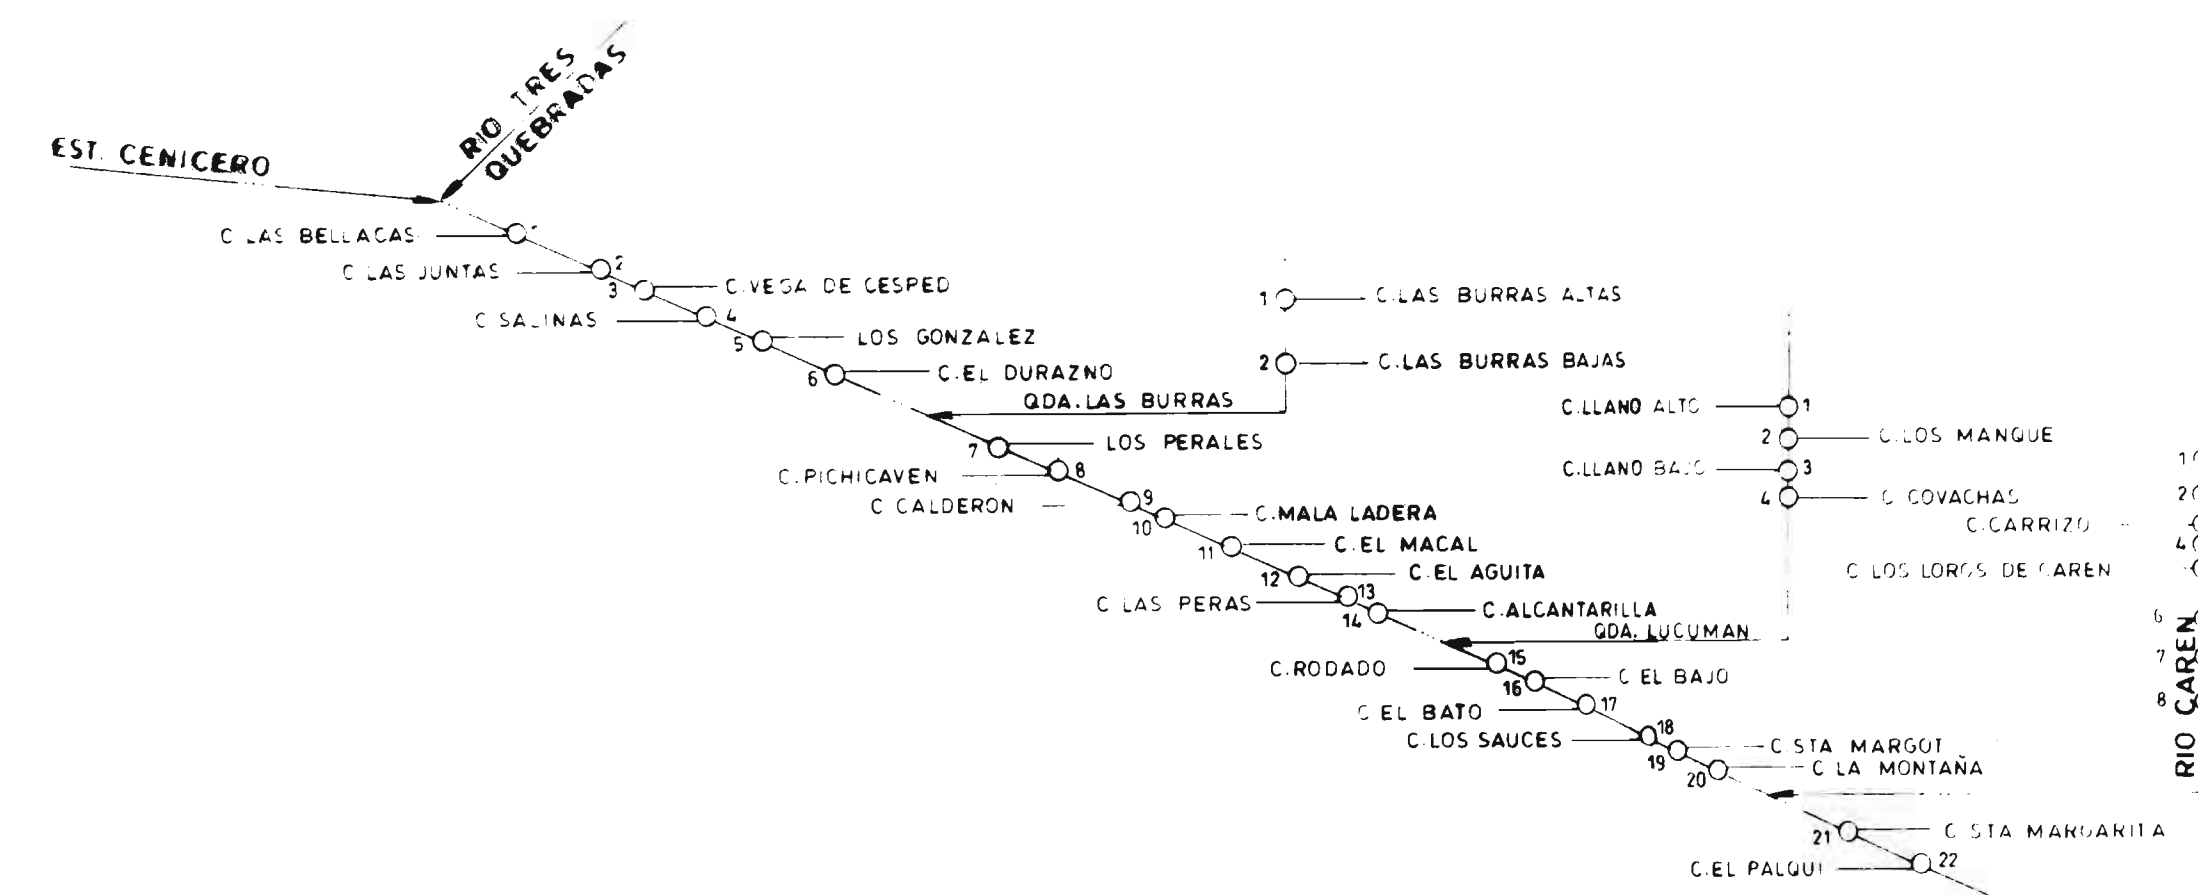 RIO TRES
QUEBRADAS
EST. CENICERO
C LAS BELLACAS
C LAS JUNTAS
2
3
C.VEGA DE CESPED
C SALINAS
4
5
LOS GONZALEZ
6
C.EL DURAZNO
1
C.LAS BURRAS ALTAS
2
C.LAS BURRAS BAJAS
QDA.LAS BURRAS
7
LOS PERALES
C.PICHICAVEN
8
C CALDERON
9
10
C.MALA LADERA
11
C.EL MACAL
12
C.EL AGUITA
C LAS PERAS
13
14
C.ALCANTARILLA
C.LLANO ALTO
1
2
C.LOS MANQUE
C.LLANO BAJO
3
4
C COVACHAS
QDA. LUCUMAN
C.RODADO
15
16
C EL BAJO
C EL BATO
17
C.LOS SAUCES
18
19
C.STA MARGOT
20
C LA MONTAÑA
21
C STA MARGARITA
C.EL PALQUI
22
1
2
C.CARRIZO
4
C LOS LOROS DE CAREN
6
7
8
RIO CAREN